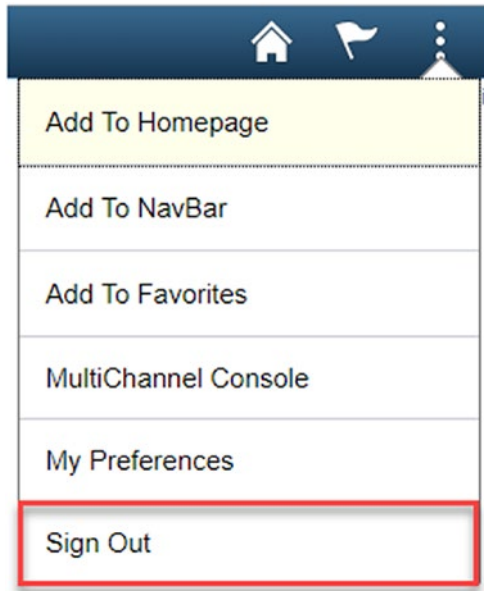 Add To Homepage
Add To NavBar
Add To Favorites
MultiChannel Console
My Preferences
Sign Out